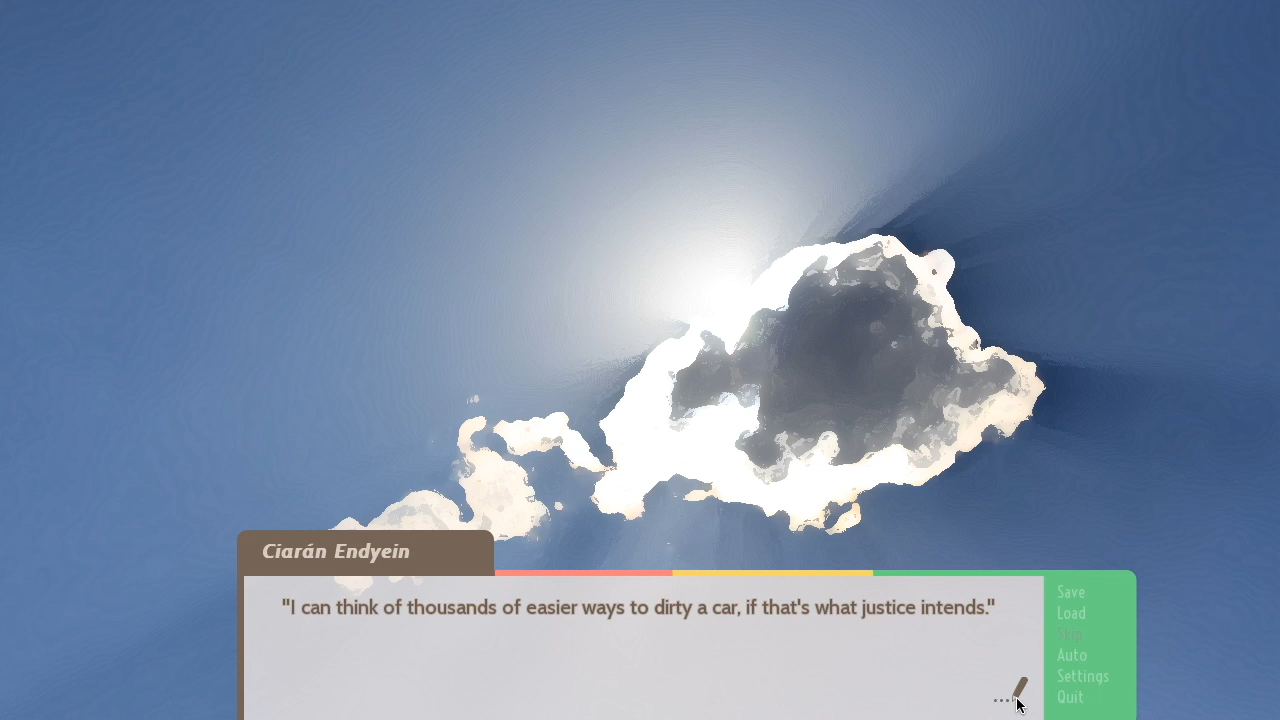 Ciarán Endyein
"I can think of thousands of easier ways to dirty a car, if that's what justice intends."
Save
Load
Skip
Auto
Settings
Quit